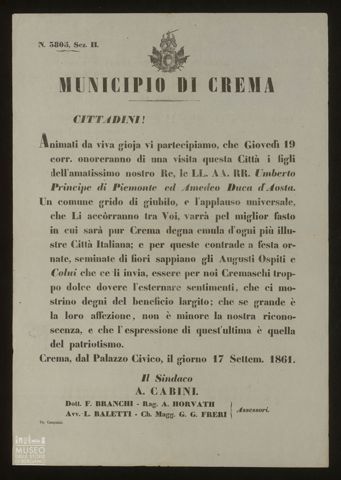 N. 5805, Sez. II.
MUNICIPIO DI CREMA
CITTADINI!
Animati da viva gioja vi partecipiamo, che Giovedì 19
corr. onoreranno di una visita questa Città i figli
dell'amatissimo nostro Re, le LL. AA. RR. Umberto
Principe di Piemonte ed Amedeo Duca d'Aosta.
Un comune grido di giubilo, e l'applauso universale,
che Li accôrranno tra Voi, varrà pel miglior fasto
in cui sarà pur Crema degna emula d'ogni più illu-
stre Città Italiana; e per queste contrade a festa or-
nate, seminate di fiori sappiano gli Augusti Ospiti e
Colui che ce li invia, essere per noi Cremaschi trop-
po dolce dovere l'esternare sentimenti, che ci mo-
strino degni del beneficio largito; chè se grande è
la loro affezione, non è minore la nostra ricono-
scenza, e che l'espressione di quest'ultima è quella
del patriotismo.
Crema, dal Palazzo Civico, il giorno 17 Settem. 1861.
Il Sindaco
A. CABINI.
Dott. F. BRANCHI - Rag. A. HORVATH
Avv. L. BALETTI - Ch. Magg. G. G. FRERI
Assessori.
MUSEO
DELLE STORIE
DI BERGAMO